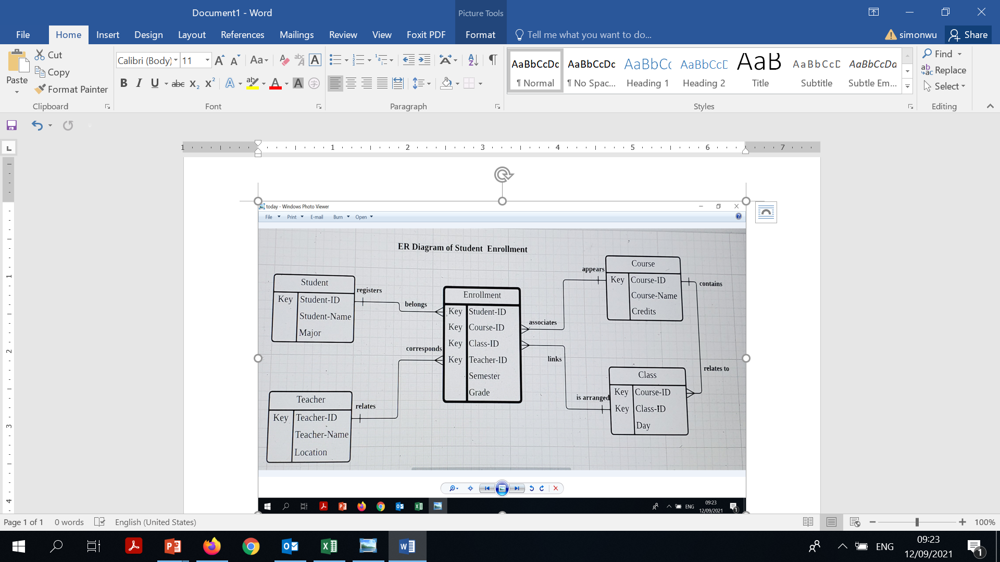 Document1 - Word
Picture Tools
File Home Insert Design Layout References Mailings Review View Foxit PDF Format Tell me what you want to do... simonwu Share
Paste
Cut
Copy
Format Painter
Clipboard
Calibri (Body) 11
Font
Paragraph
AaBbCcDc AaBbCcDc AaBbCc AaBbCcD AaB AaBbCcD AaBbCcDc
¶ Normal ¶ No Spac... Heading 1 Heading 2 Title Subtitle Subtle Em...
Styles
Find
Replace
Select
Editing
1 1 2 3 4 5 6 7
today - Windows Photo Viewer
File Print E-mail Burn Open
ER Diagram of Student Enrollment
Student
Key Student-ID
Student-Name
Major
registers
belongs
Enrollment
Key Student-ID
Key Course-ID
Key Class-ID
Key Teacher-ID
Semester
Grade
corresponds
Teacher
Key Teacher-ID
Teacher-Name
Location
relates
appears
associates
Course
Key Course-ID
Course-Name
Credits
contains
relates to
links
is arranged
Class
Key Course-ID
Key Class-ID
Day
ENG
09:23
12/09/2021
1
1
2
3
4
Page 1 of 1 0 words English (United States) 100%
ENG
09:23
12/09/2021
1